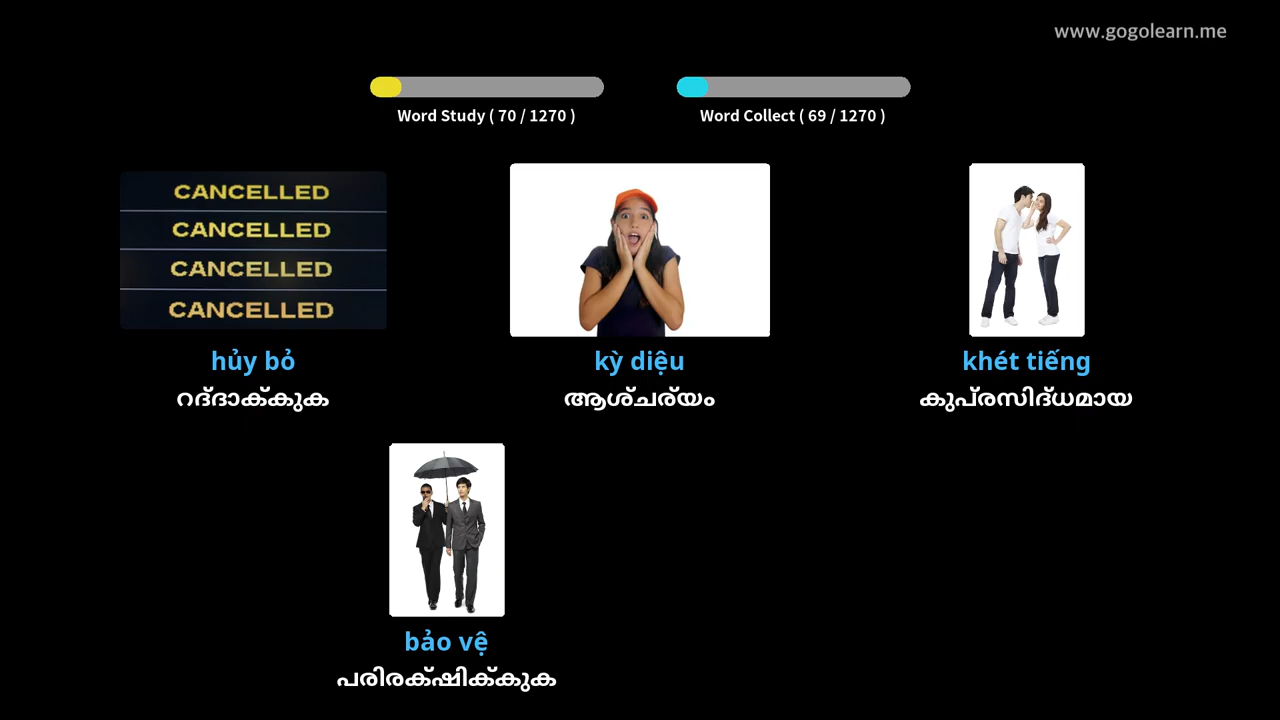 www.gogolearn.me
Word Study ( 70 / 1270 )
Word Collect ( 69 / 1270 )
CANCELLED
CANCELLED
CANCELLED
CANCELLED
hủy bỏ
kỳ diệu
khét tiếng
റദ്ദാക്കുക
ആശ്ചര്യം
കുപ്രസിദ്ധമായ
bảo vệ
പരിരക്ഷിക്കുക